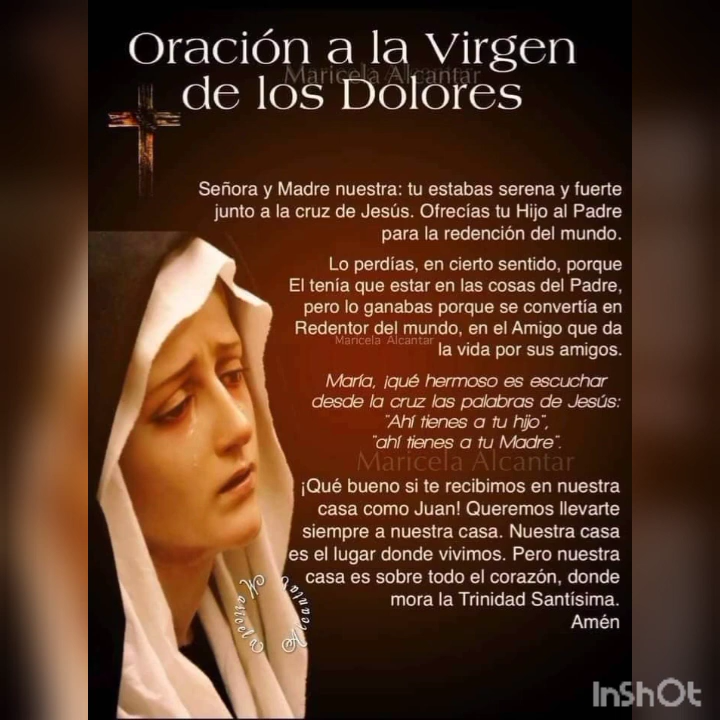 Oración a la Virgen
Maricela Alcantar
de los Dolores
Señora y Madre nuestra: tu estabas serena y fuerte
junto a la cruz de Jesús. Ofrecías tu Hijo al Padre
para la redención del mundo.
Lo perdías, en cierto sentido, porque
El tenía que estar en las cosas del Padre,
pero lo ganabas porque se convertía en
Redentor del mundo, en el Amigo que da
Maricela Alcantar
la vida por sus amigos.
María, ¡qué hermoso es escuchar
desde la cruz las palabras de Jesús:
"Ahí tienes a tu hijo",
"ahí tienes a tu Madre".
Maricela Alcantar
¡Qué bueno si te recibimos en nuestra
casa como Juan! Queremos llevarte
siempre a nuestra casa. Nuestra casa
es el lugar donde vivimos. Pero nuestra
casa es sobre todo el corazón, donde
mora la Trinidad Santísima.
Amén
Maricela Alcantar
InShOt